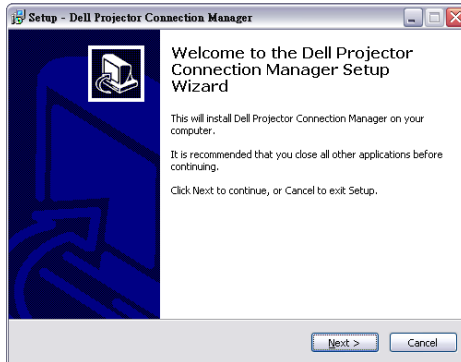 Setup - Dell Projector Connection Manager
Welcome to the Dell Projector
Connection Manager Setup
Wizard
This will install Dell Projector Connection Manager on your
computer.
It is recommended that you close all other applications before
continuing.
Click Next to continue, or Cancel to exit Setup.
Next >
Cancel